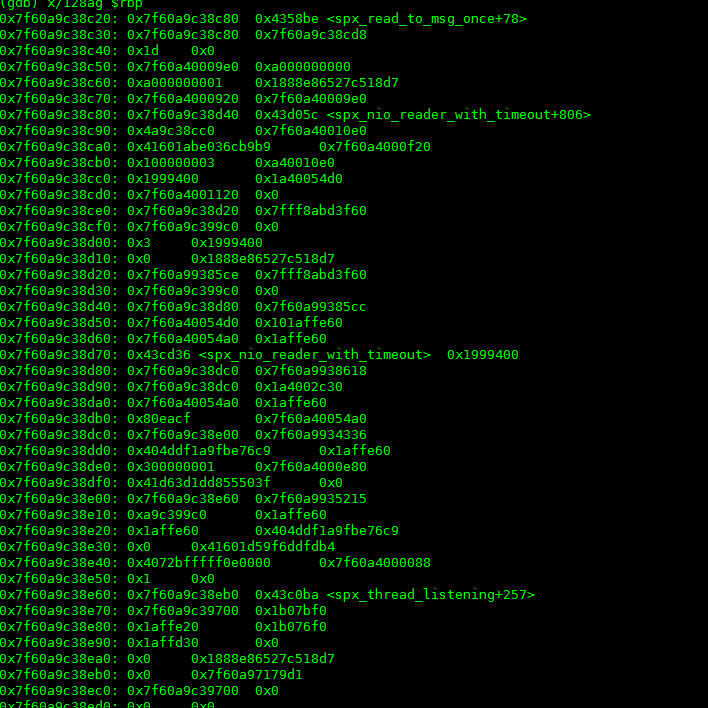 (gdb) x/128ag $rbp
0x7f60a9c38c20: 0x7f60a9c38c80 0x4358be <spx_read_to_msg_once+78>
0x7f60a9c38c30: 0x7f60a9c38c80 0x7f60a9c38cd8
0x7f60a9c38c40: 0x1d 0x0
0x7f60a9c38c50: 0x7f60a40009e0 0xa000000000
0x7f60a9c38c60: 0xa000000001 0x1888e86527c518d7
0x7f60a9c38c70: 0x7f60a4000920 0x7f60a40009e0
0x7f60a9c38c80: 0x7f60a9c38d40 0x43d05c <spx_nio_reader_with_timeout+806>
0x7f60a9c38c90: 0x4a9c38cc0 0x7f60a40010e0
0x7f60a9c38ca0: 0x41601abe036cb9b9 0x7f60a4000f20
0x7f60a9c38cb0: 0x100000003 0xa40010e0
0x7f60a9c38cc0: 0x1999400 0x1a40054d0
0x7f60a9c38cd0: 0x7f60a4001120 0x0
0x7f60a9c38ce0: 0x7f60a9c38d20 0x7fff8abd3f60
0x7f60a9c38cf0: 0x7f60a9c399c0 0x0
0x7f60a9c38d00: 0x3 0x1999400
0x7f60a9c38d10: 0x0 0x1888e86527c518d7
0x7f60a9c38d20: 0x7f60a99385ce 0x7fff8abd3f60
0x7f60a9c38d30: 0x7f60a9c399c0 0x0
0x7f60a9c38d40: 0x7f60a9c38d80 0x7f60a99385cc
0x7f60a9c38d50: 0x7f60a40054d0 0x101affe60
0x7f60a9c38d60: 0x7f60a40054a0 0x1affe60
0x7f60a9c38d70: 0x43cd36 <spx_nio_reader_with_timeout> 0x1999400
0x7f60a9c38d80: 0x7f60a9c38dc0 0x7f60a9938618
0x7f60a9c38d90: 0x7f60a9c38dc0 0x1a4002c30
0x7f60a9c38da0: 0x7f60a40054a0 0x1affe60
0x7f60a9c38db0: 0x80eacf 0x7f60a40054a0
0x7f60a9c38dc0: 0x7f60a9c38e00 0x7f60a9934336
0x7f60a9c38dd0: 0x404ddf1a9fbe76c9 0x1affe60
0x7f60a9c38de0: 0x300000001 0x7f60a4000e80
0x7f60a9c38df0: 0x41d63d1dd855503f 0x0
0x7f60a9c38e00: 0x7f60a9c38e60 0x7f60a9935215
0x7f60a9c38e10: 0xa9c399c0 0x1affe60
0x7f60a9c38e20: 0x1affe60 0x404ddf1a9fbe76c9
0x7f60a9c38e30: 0x0 0x41601d59f6ddfdb4
0x7f60a9c38e40: 0x4072bfffff0e0000 0x7f60a4000088
0x7f60a9c38e50: 0x1 0x0
0x7f60a9c38e60: 0x7f60a9c38eb0 0x43c0ba <spx_thread_listening+257>
0x7f60a9c38e70: 0x7f60a9c39700 0x1b07bf0
0x7f60a9c38e80: 0x1affe20 0x1b076f0
0x7f60a9c38e90: 0x1affd30 0x0
0x7f60a9c38ea0: 0x0 0x1888e86527c518d7
0x7f60a9c38eb0: 0x0 0x7f60a97179d1
0x7f60a9c38ec0: 0x7f60a9c39700 0x0
0x7f60a9c38ed0: 0x0 0x0